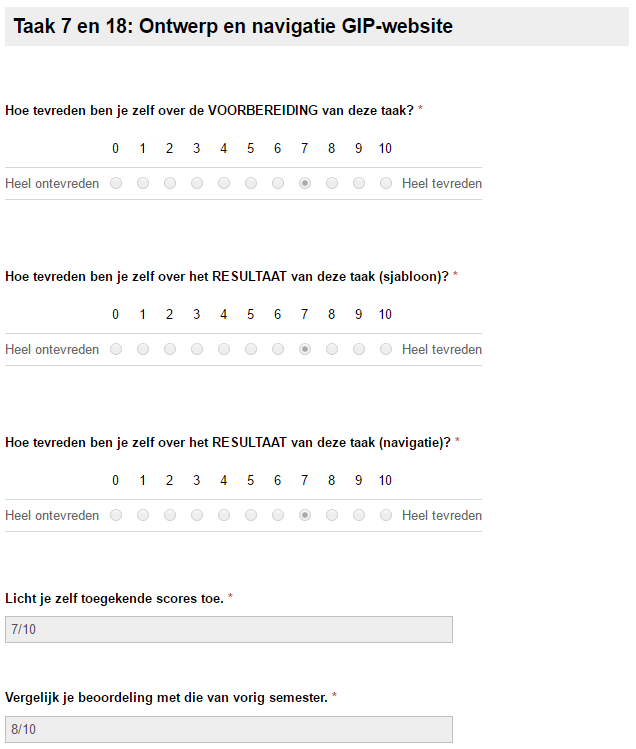 Taak 7 en 18: Ontwerp en navigatie GIP-website
Hoe tevreden ben je zelf over de VOORBEREIDING van deze taak? *
0 1 2 3 4 5 6 7 8 9 10
Heel ontevreden Heel tevreden
Hoe tevreden ben je zelf over het RESULTAAT van deze taak (sjabloon)? *
0 1 2 3 4 5 6 7 8 9 10
Heel ontevreden Heel tevreden
Hoe tevreden ben je zelf over het RESULTAAT van deze taak (navigatie)? *
0 1 2 3 4 5 6 7 8 9 10
Heel ontevreden Heel tevreden
Licht je zelf toegekende scores toe. *
7/10
Vergelijk je beoordeling met die van vorig semester. *
8/10